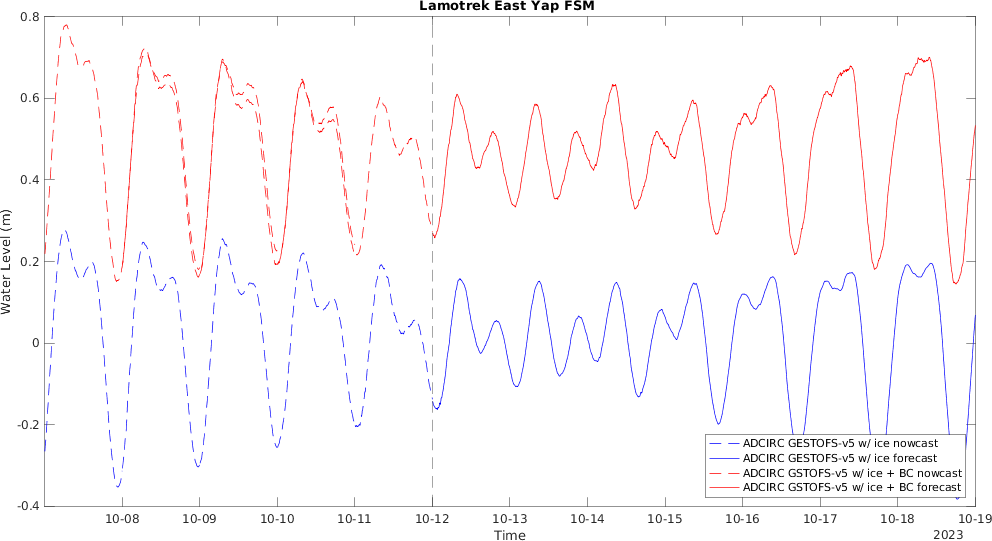 Lamotrek East Yap FSM
0.8
0.6
0.4
0.2
0
-0.2
-0.4
Water Level (m)
ADCIRC GESTOFS-v5 w/ ice nowcast
ADCIRC GESTOFS-v5 w/ ice forecast
ADCIRC GSTOFS-v5 w/ ice + BC nowcast
ADCIRC GSTOFS-v5 w/ ice + BC forecast
10-08 10-09 10-10 10-11 10-12 10-13 10-14 10-15 10-16 10-17 10-18 10-19
Time
2023